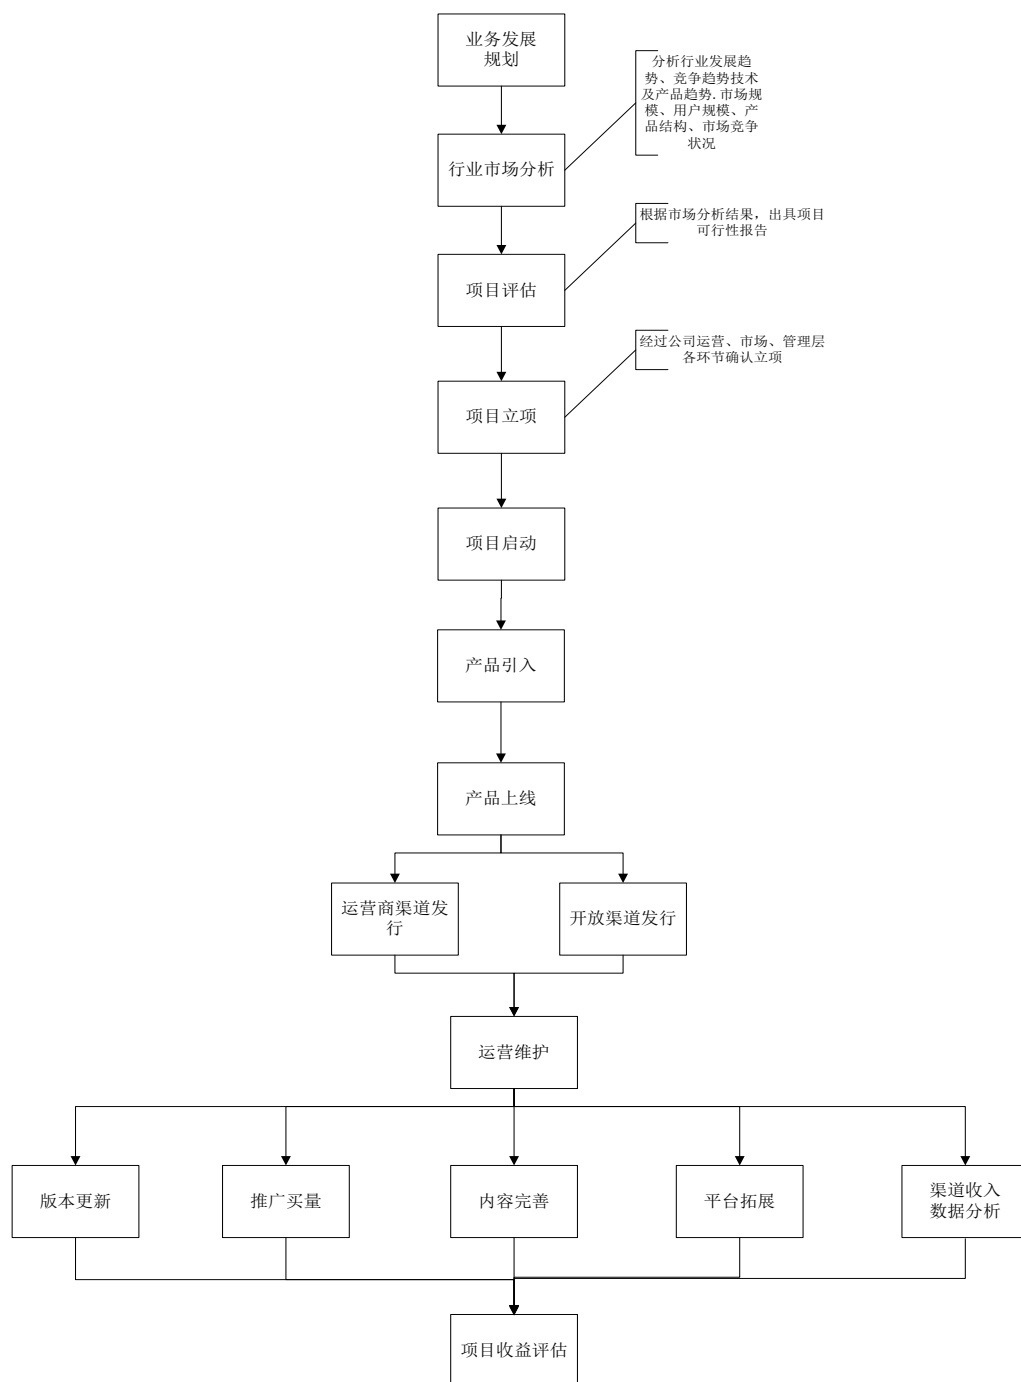 业务发展
规划
分析行业发展趋
势、竞争趋势技术
及产品趋势.市场规
模、用户规模、产
品结构、市场竞争
状况
行业市场分析
根据市场分析结果，出具项目
可行性报告
项目评估
经过公司运营、市场、管理层
各环节确认立项
项目立项
项目启动
产品引入
产品上线
运营商渠道发
行
开放渠道发行
运营维护
版本更新
推广买量
内容完善
平台拓展
渠道收入
数据分析
项目收益评估